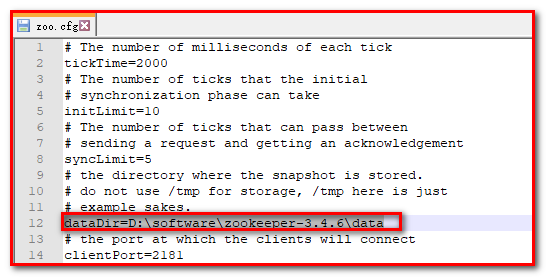 zoo.cfg
1 # The number of milliseconds of each tick
2 tickTime=2000
3 # The number of ticks that the initial
4 # synchronization phase can take
5 initLimit=10
6 # The number of ticks that can pass between
7 # sending a request and getting an acknowledgement
8 syncLimit=5
9 # the directory where the snapshot is stored.
10 # do not use /tmp for storage, /tmp here is just
11 # example sakes.
12 dataDir=D:\software\zookeeper-3.4.6\data
13 # the port at which the clients will connect
14 clientPort=2181